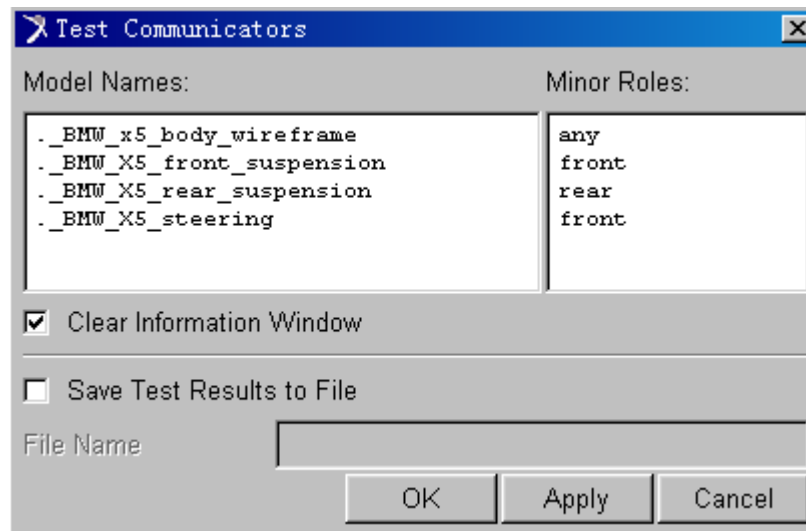 Test Communicators
Model Names: Minor Roles:
._BMW_x5_body_wireframe any
._BMW_X5_front_suspension front
._BMW_X5_rear_suspension rear
._BMW_X5_steering front
Clear Information Window
Save Test Results to File
File Name
OK Apply Cancel